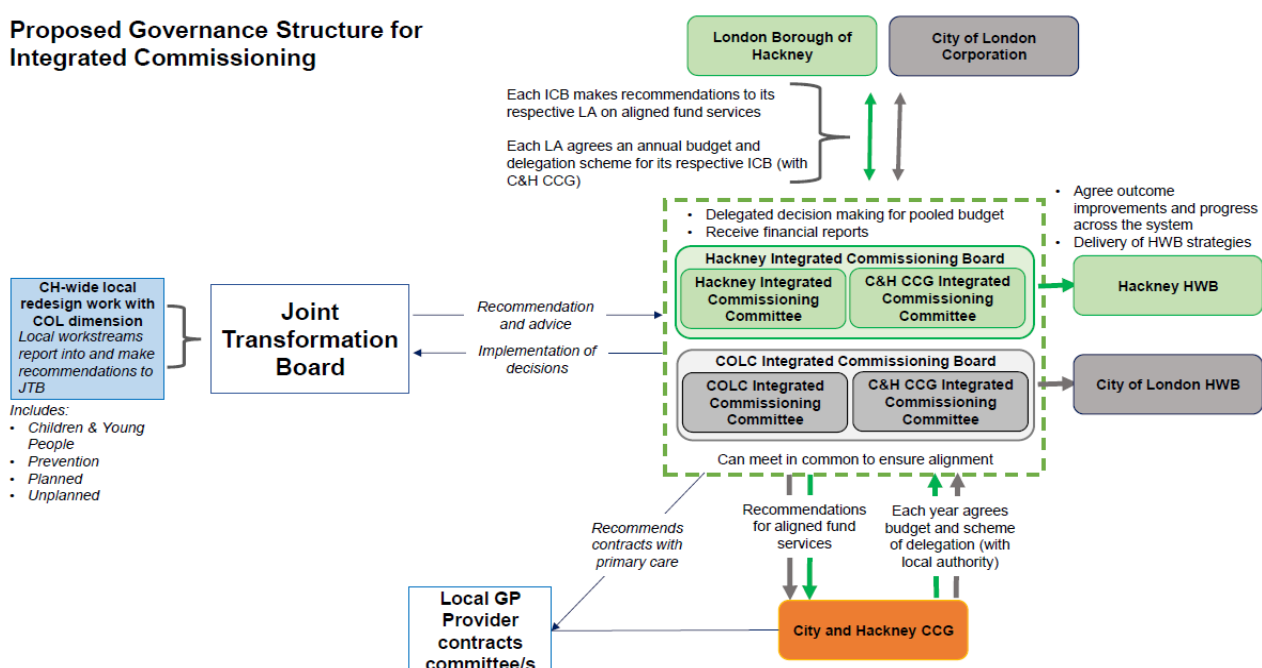 Proposed Governance Structure for
Integrated Commissioning
London Borough of
Hackney
City of London
Corporation
Each ICB makes recommendations to its
respective LA on aligned fund services
Each LA agrees an annual budget and
delegation scheme for its respective ICB (with
C&H CCG)
• Delegated decision making for pooled budget
• Receive financial reports
• Agree outcome
improvements and progress
across the system
• Delivery of HWB strategies
Hackney Integrated Commissioning Board
Hackney Integrated
Commissioning
Committee
C&H CCG Integrated
Commissioning
Committee
Hackney HWB
CH-wide local
redesign work with
COL dimension
Local workstreams
report into and make
recommendations to
JTB
Joint
Transformation
Board
Recommendation
and advice
Implementation of
decisions
COLC Integrated Commissioning Board
COLC Integrated
Commissioning
Committee
C&H CCG Integrated
Commissioning
Committee
City of London HWB
Includes:
• Children & Young
People
• Prevention
• Planned
• Unplanned
Can meet in common to ensure alignment
Recommends
contracts with
primary care
Recommendations
for aligned fund
services
Each year agrees
budget and scheme
of delegation (with
local authority)
Local GP
Provider
contracts
committee/s
City and Hackney CCG